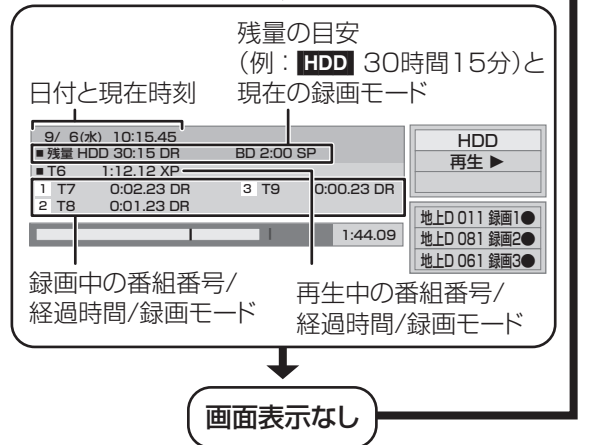 残量の目安
(例：HDD 30時間15分)と
現在の録画モード
日付と現在時刻
9/ 6(水) 10:15.45
■残量 HDD 30:15 DR BD 2:00 SP
■T6 1:12.12 XP
1 T7 0:02.23 DR 3 T9 0:00.23 DR
2 T8 0:01.23 DR
1:44.09
HDD
再生 ▶
地上D 011 録画1●
地上D 081 録画2●
地上D 061 録画3●
録画中の番組番号/
経過時間/録画モード
再生中の番組番号/
経過時間/録画モード
画面表示なし